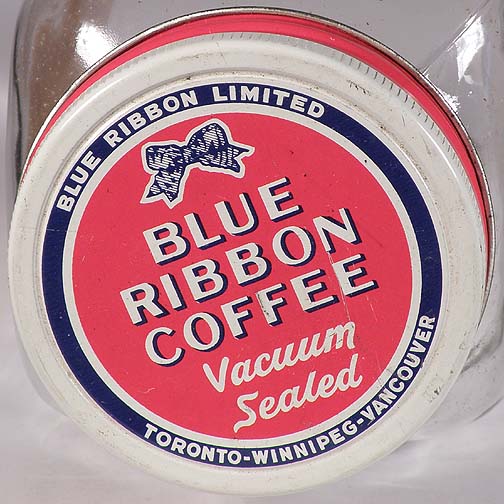 BLUE RIBBON LIMITED
BLUE
RIBBON
COFFEE
Vacuum
Sealed
TORONTO-WINNIPEG-VANCOUVER